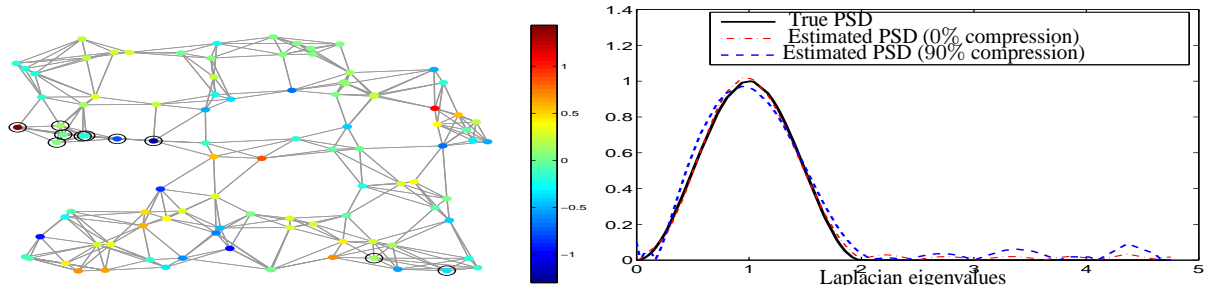 1
0.5
0
−0.5
−1
1.4
1.2
1
0.8
0.6
0.4
0.2
0
True PSD
Estimated PSD (0% compression)
Estimated PSD (90% compression)
0 1 2 3 4 5
Laplacian eigenvalues